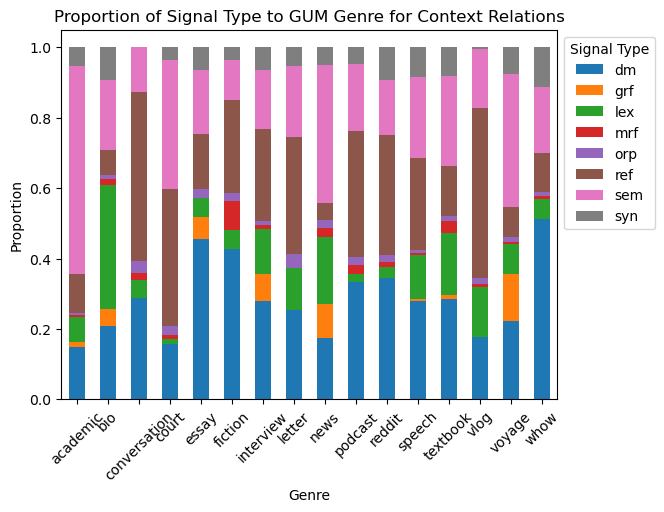 Proportion of Signal Type to GUM Genre for Context Relations
Proportion
1.0
0.8
0.6
0.4
0.2
0.0
academic
bio
conversation
court
essay
fiction
interview
letter
news
podcast
reddit
speech
textbook
vlog
voyage
whow
Genre
Signal Type
dm
grf
lex
mrf
orp
ref
sem
syn